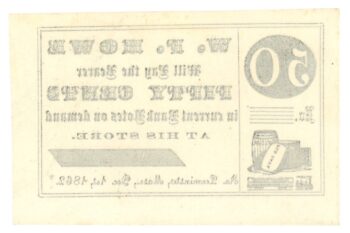 W. F. HOWE
50
Will Pay the Bearer
FIFTY CENTS
No.
in current Bank Notes on demand
AT HIS STORE.
Leominster, Mass., Dec. 1st, 1862.